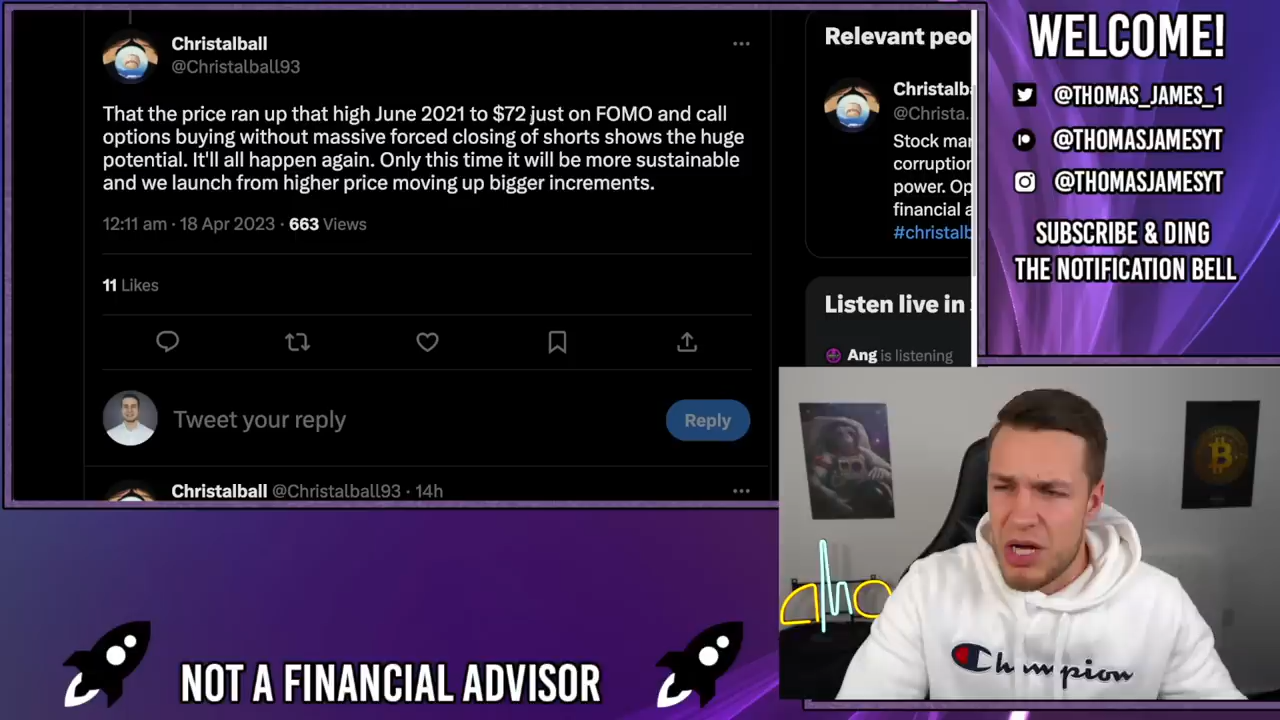 Christalball
@Christalball93
That the price ran up that high June 2021 to $72 just on FOMO and call
options buying without massive forced closing of shorts shows the huge
potential. It'll all happen again. Only this time it will be more sustainable
and we launch from higher price moving up bigger increments.
12:11 am · 18 Apr 2023 · 663 Views
11 Likes
Tweet your reply
Reply
Christalball @Christalball93 · 14h
Relevant peo
Christalba
@Christa.
Stock mar
corruption
power. Op
financial a
#christalb
Listen live in
Ang is listening
WELCOME!
@THOMAS_JAMES_1
@THOMASJAMESYT
@THOMASJAMESYT
SUBSCRIBE & DING
THE NOTIFICATION BELL
Champion
NOT A FINANCIAL ADVISOR